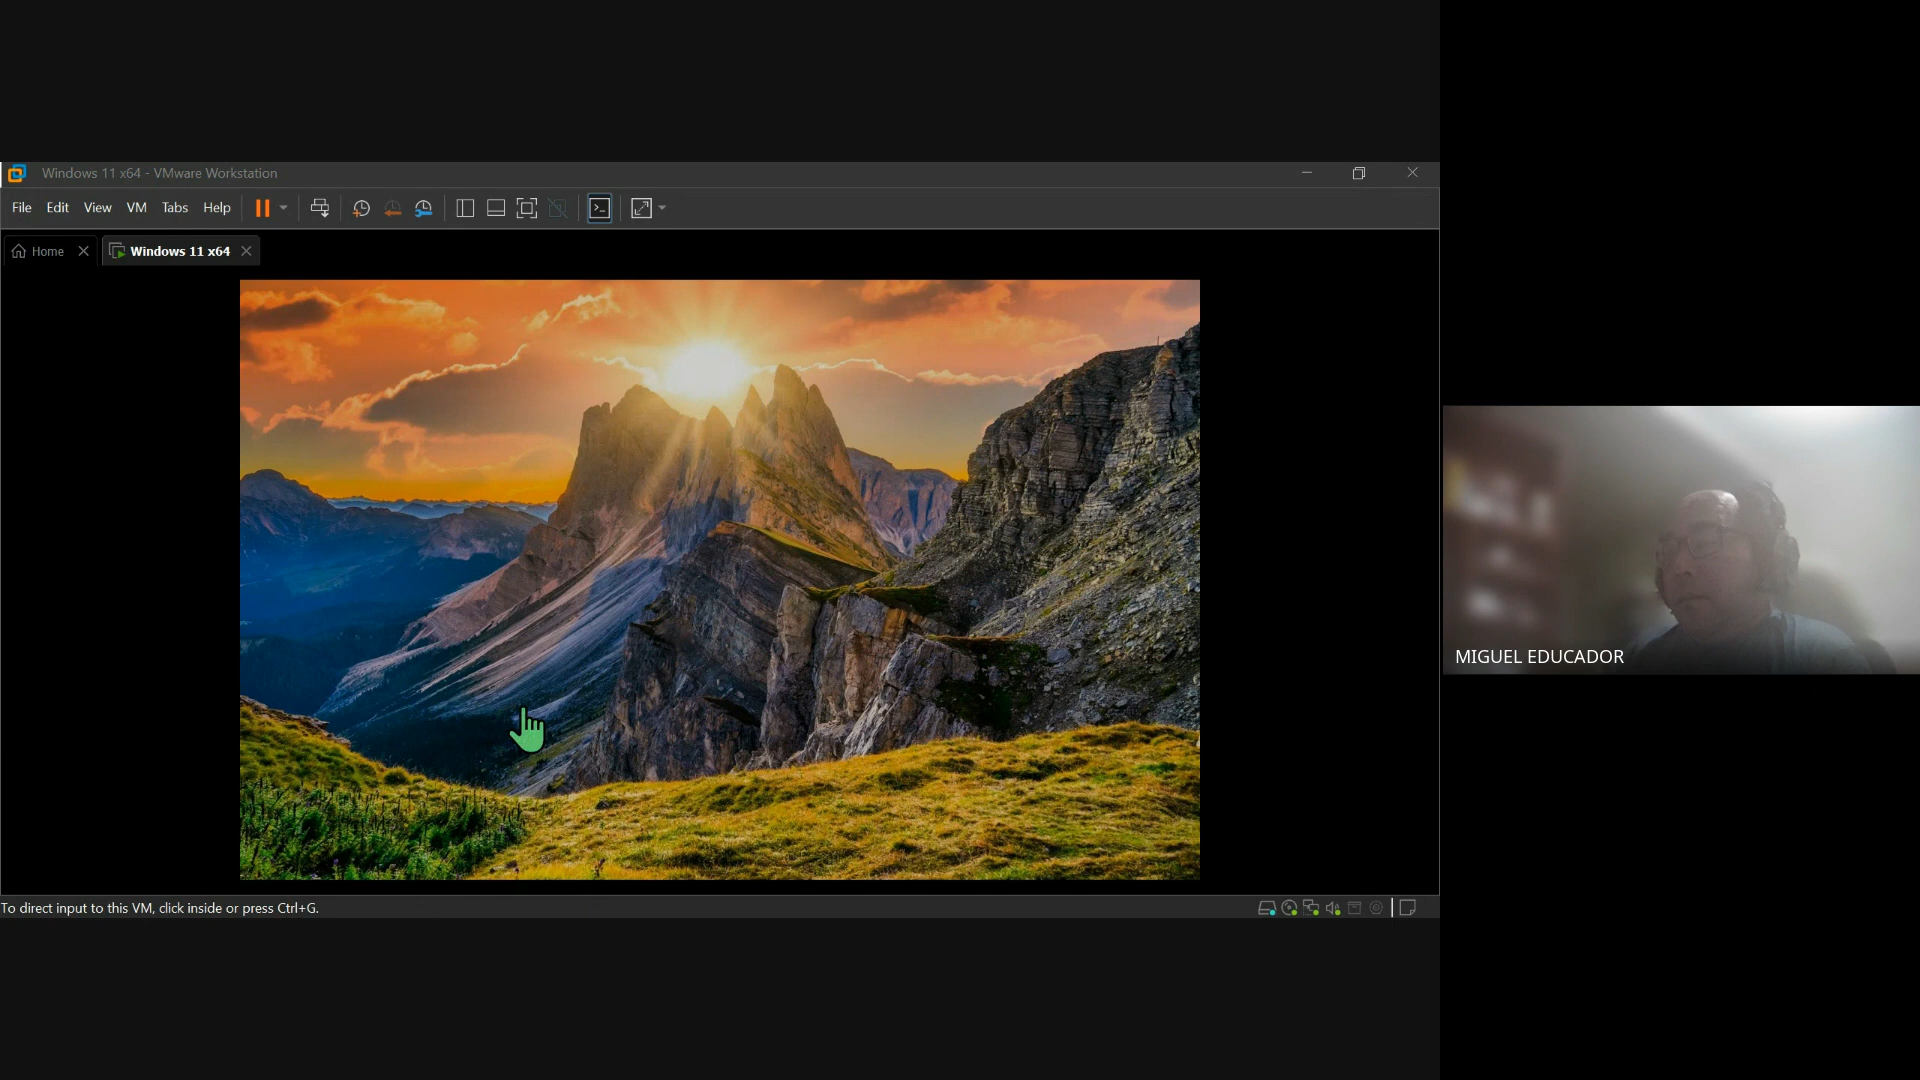 Windows 11 x64 - VMware Workstation
File Edit View VM Tabs Help
Home Windows 11 x64
MIGUEL EDUCADOR
To direct input to this VM, click inside or press Ctrl+G.